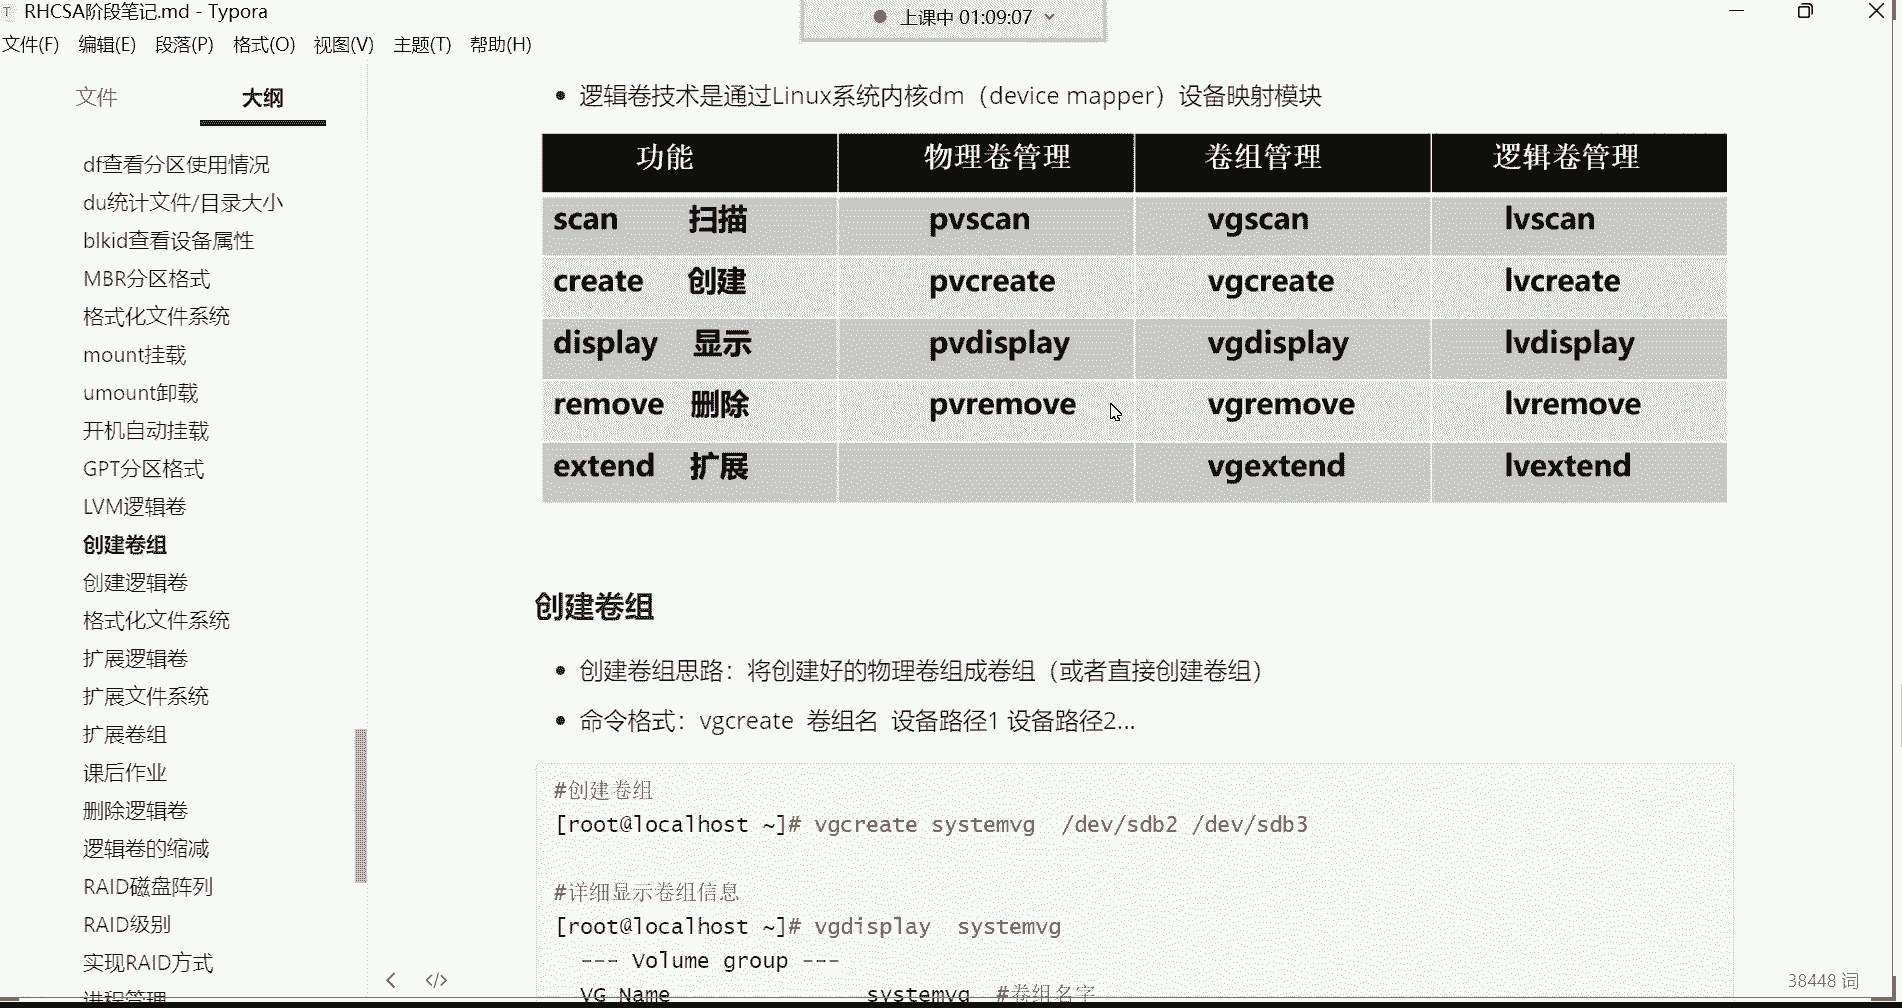 RHCSA阶段笔记.md - Typora
上课中 01:09:07
文件(F) 编辑(E) 段落(P) 格式(O) 视图(V) 主题(T) 帮助(H)
文件 大纲
df查看分区使用情况
du统计文件/目录大小
blkid查看设备属性
MBR分区格式
格式化文件系统
mount挂载
umount卸载
开机自动挂载
GPT分区格式
LVM逻辑卷
创建卷组
创建逻辑卷
格式化文件系统
扩展逻辑卷
扩展文件系统
扩展卷组
课后作业
删除逻辑卷
逻辑卷的缩减
RAID磁盘阵列
RAID级别
实现RAID方式
进程管理
逻辑卷技术是通过Linux系统内核dm（device mapper）设备映射模块
功能 物理卷管理 卷组管理 逻辑卷管理
scan 扫描 pvscan vgscan lvscan
create 创建 pvcreate vgcreate lvcreate
display 显示 pvdisplay vgdisplay lvdisplay
remove 删除 pvremove vgremove lvremove
extend 扩展 vgextend lvextend
创建卷组
创建卷组思路：将创建好的物理卷组成卷组（或者直接创建卷组）
命令格式：vgcreate 卷组名 设备路径1 设备路径2...
#创建卷组
[root@localhost ~]# vgcreate systemvg /dev/sdb2 /dev/sdb3
#详细显示卷组信息
[root@localhost ~]# vgdisplay systemvg
--- Volume group ---
VG Name systemvg #卷组名字
38448 词